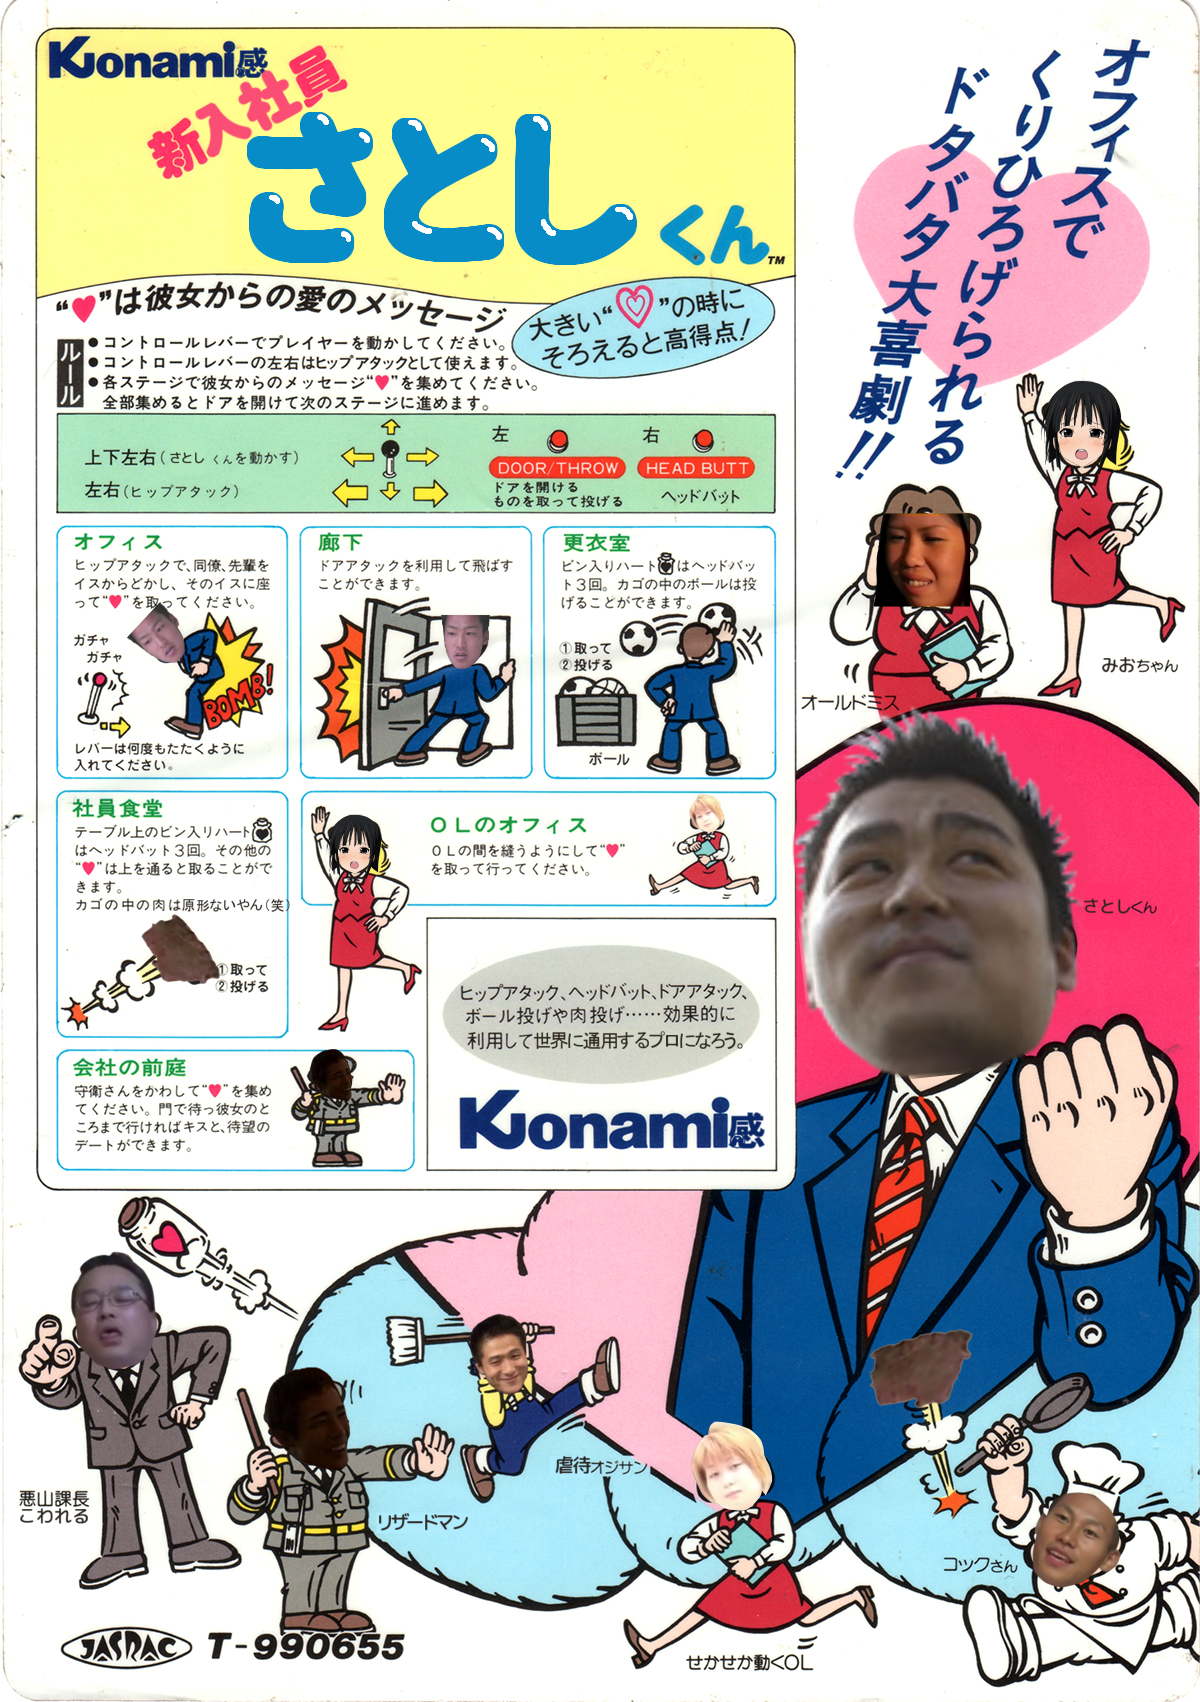 Konami感
新入社員
さとし くん
TM
“♥”は彼女からの愛のメッセージ
大きい“♥”の時に
そろえると高得点!
ルール
●コントロールレバーでプレイヤーを動かしてください。
●コントロールレバーの左右はヒップアタックとして使えます。
●各ステージで彼女からのメッセージ“♥”を集めてください。
全部集めるとドアを開けて次のステージに進めます。
上下左右(さとし くんを動かす)
左右(ヒップアタック)
左
DOOR/THROW
ドアを開ける
ものを取って投げる
右
HEAD BUTT
ヘッドバット
オフィス
ヒップアタックで、同僚、先輩を
イスからどかし、そのイスに座
って“♥”を取ってください。
ガチャ
ガチャ
BOMB!
レバーは何度もたたくように
入れてください。
廊下
ドアアタックを利用して飛ばす
ことができます。
更衣室
ビン入りハートはヘッドバッ
ト3回。カゴの中のボールは投
げることができます。
①取って
②投げる
ボール
社員食堂
テーブル上のビン入りハート
はヘッドバット3回。その他の
“♥”は上を通ると取ることがで
きます。
カゴの中の肉は原形ないやん(笑)
①取って
②投げる
OLのオフィス
OLの間を縫うようにして“♥”
を取って行ってください。
会社の前庭
守衛さんをかわして“♥”を集め
てください。門で待っ彼女のと
ころまで行ければキスと、待望の
デートができます。
ヒップアタック、ヘッドバット、ドアアタック、
ボール投げや肉投げ……効果的に
利用して世界に通用するプロになろう。
Konami感
オフィスで
くりひろげられる
ドタバタ大喜劇!!
みおちゃん
オールドミス
さとしくん
悪山課長
こわれる
リザードマン
虐待オジサン
せかせか動くOL
コックさん
JASRAC
T-990655